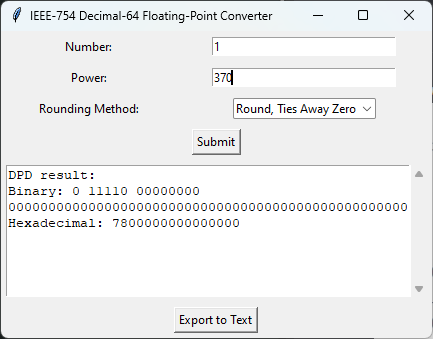 IEEE-754 Decimal-64 Floating-Point Converter
Number: 1
Power: 370
Rounding Method: Round, Ties Away Zero
Submit
DPD result:
Binary: 0 11110 00000000
00000000000000000000000000000000000000000000000000
Hexadecimal: 7800000000000000
Export to Text